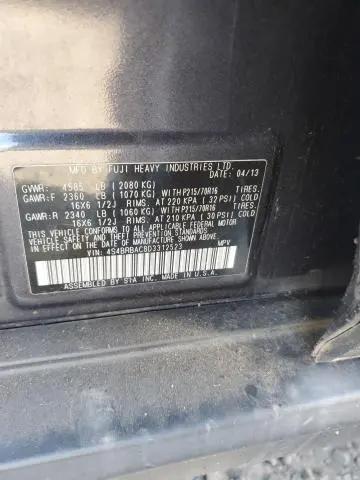 MFD BY FUJI HEAVY INDUSTRIES LTD.
DATE: 04/13
GVWR: 4585 LB (2080 KG)
GAWR:F 2360 LB (1070 KG) WITH P215/70R16 TIRES.
16X6 1/2J RIMS. AT 220 KPA (32 PSI) COLD
GAWR:R 2340 LB (1060 KG) WITH P215/70R16 TIRES.
16X6 1/2J RIMS. AT 210 KPA (30 PSI) COLD
THIS VEHICLE CONFORMS TO ALL APPLICABLE FEDERAL MOTOR
VEHICLE SAFETY AND THEFT PREVENTION STANDARDS
IN EFFECT ON THE DATE OF MANUFACTURE SHOWN ABOVE.
VIN: 4S4BRBAC8D3312523 MPV
ASSEMBLED BY SIA INC. MADE IN U.S.A.